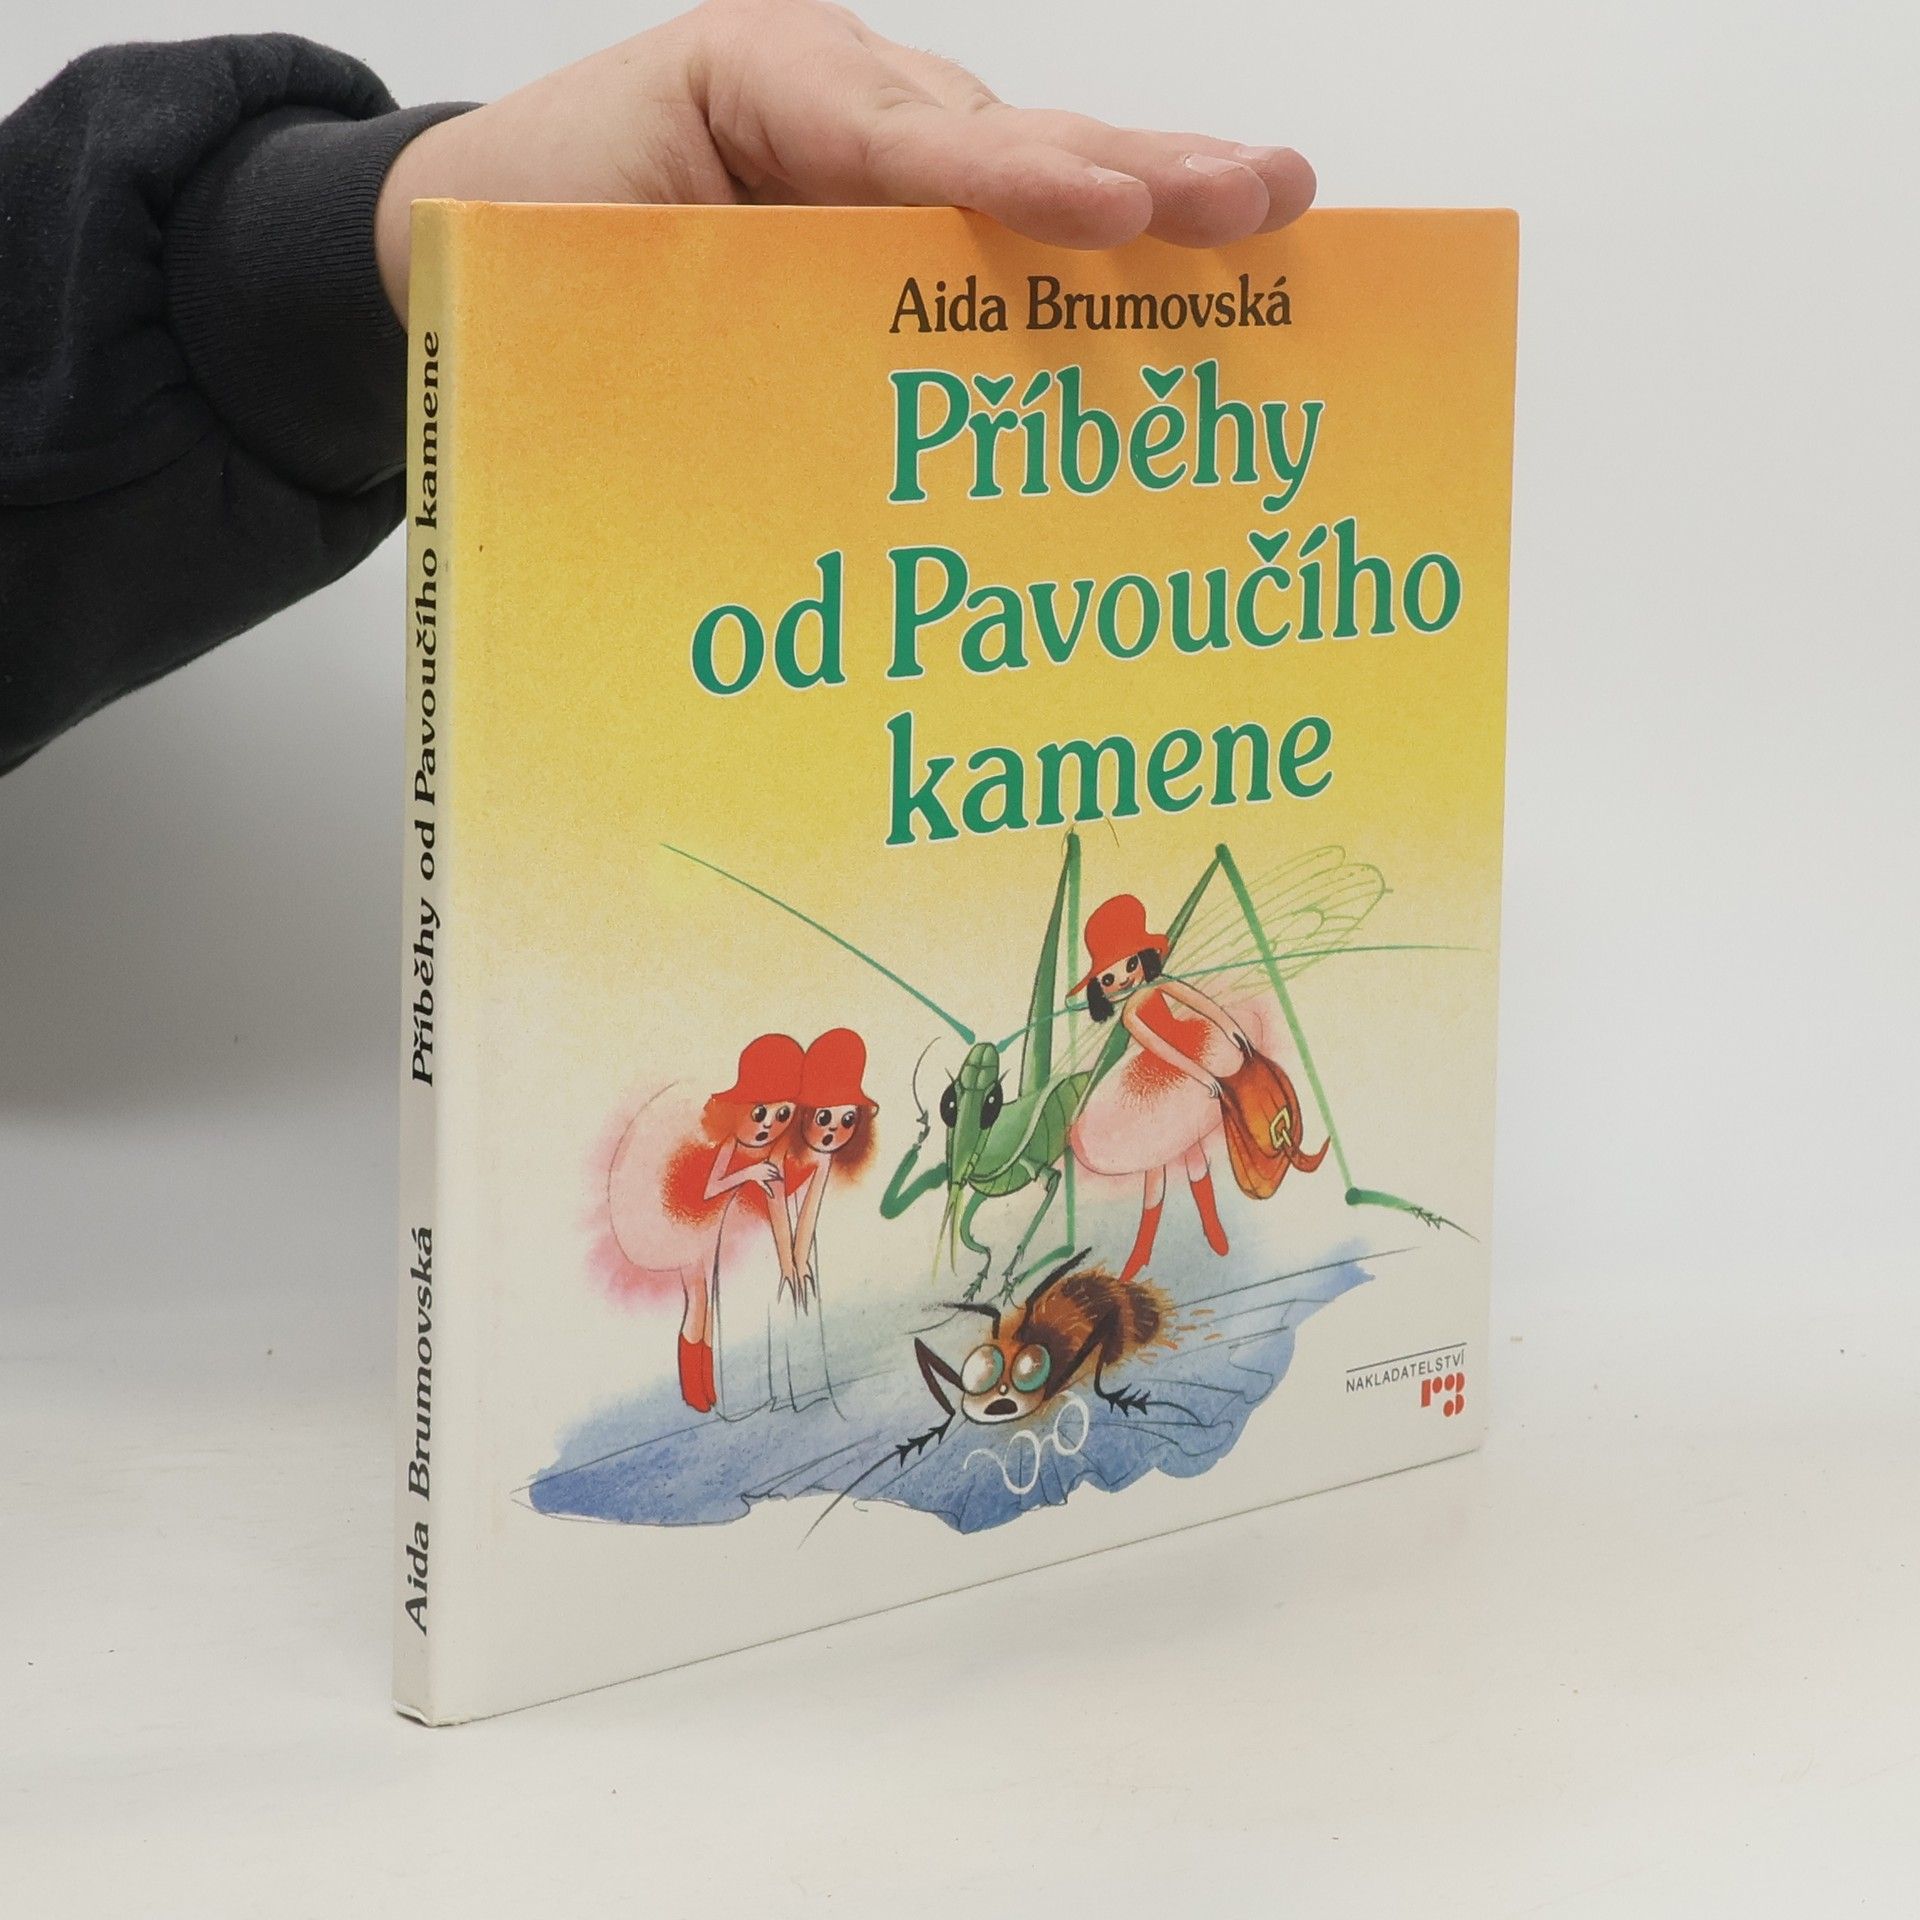 Aida Brumovská
Příběhy
od Pavoučího
kamene
NAKLADATELSTVÍ
Aida Brumovská Příběhy od Pavoučího kamene